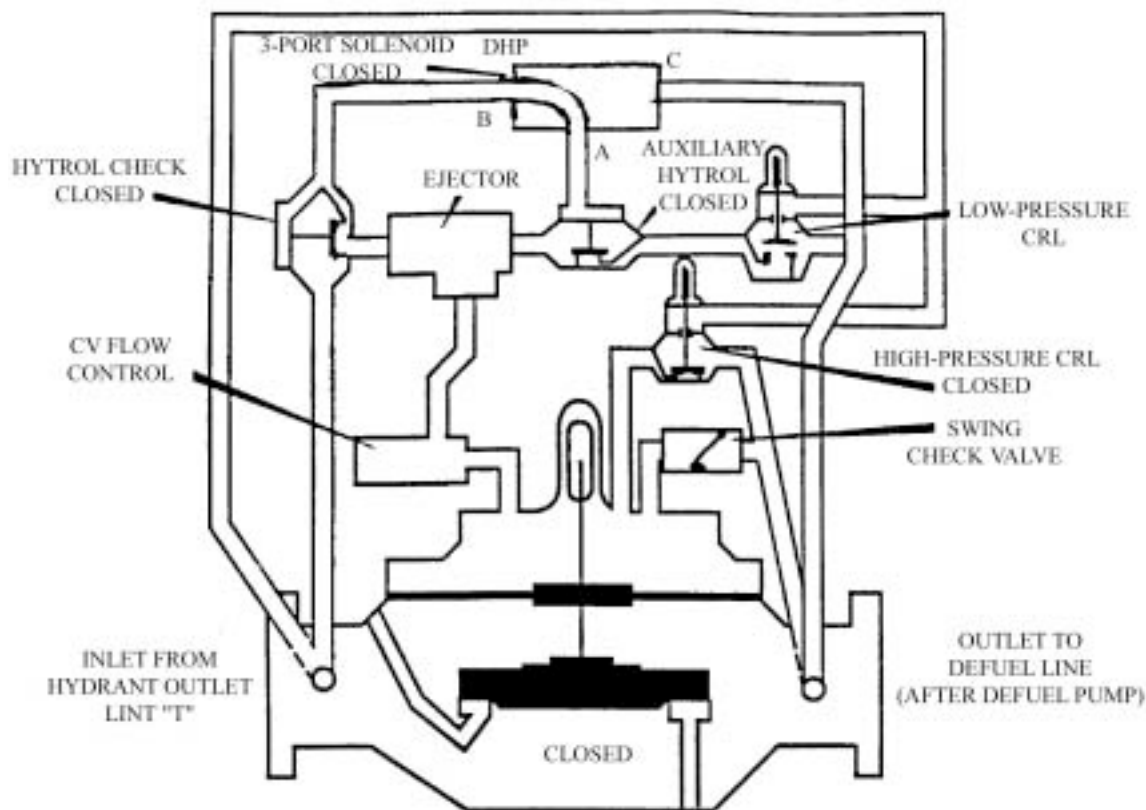 3-PORT SOLENOID
CLOSED
DHP
C
B
A
HYTROL CHECK
CLOSED
EJECTOR
AUXILIARY
HYTROL
CLOSED
LOW-PRESSURE
CRL
CV FLOW
CONTROL
HIGH-PRESSURE CRL
CLOSED
SWING
CHECK VALVE
INLET FROM
HYDRANT OUTLET
LINT "T"
OUTLET TO
DEFUEL LINE
(AFTER DEFUEL PUMP)
CLOSED